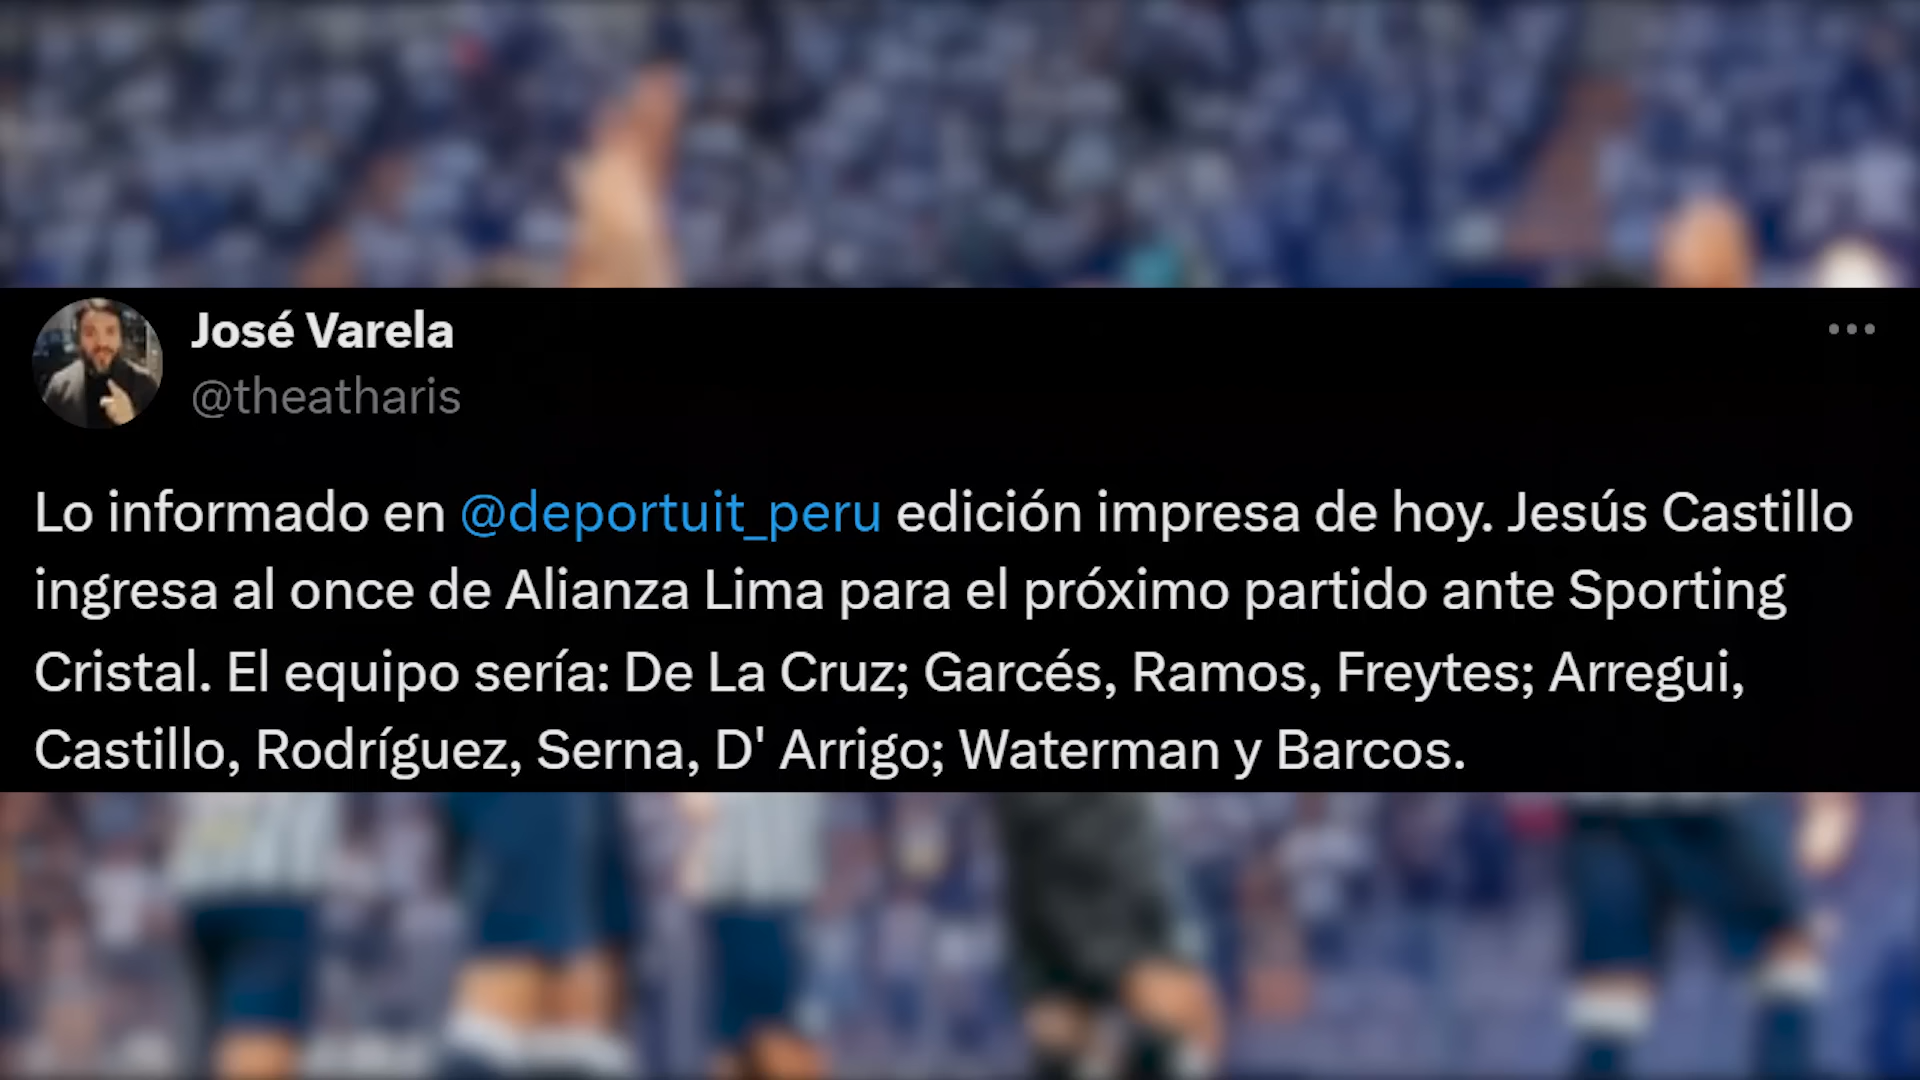 José Varela
@theatharis
Lo informado en @deportuit_peru edición impresa de hoy. Jesús Castillo
ingresa al once de Alianza Lima para el próximo partido ante Sporting
Cristal. El equipo sería: De La Cruz; Garcés, Ramos, Freytes; Arregui,
Castillo, Rodríguez, Serna, D' Arrigo; Waterman y Barcos.